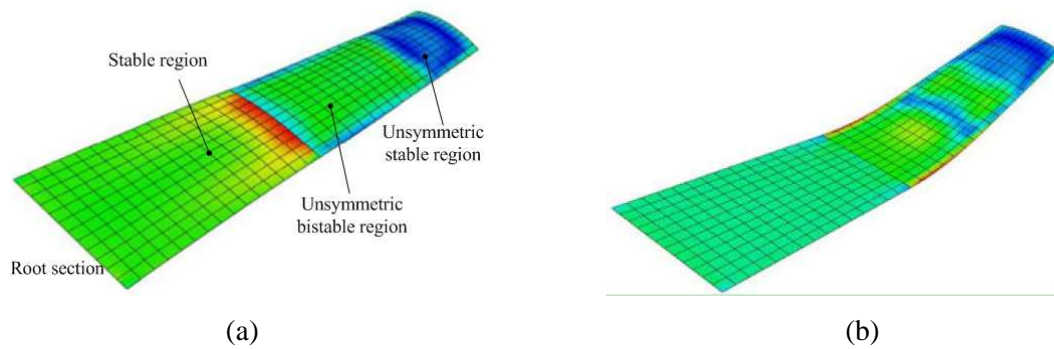 Stable region
Unsymmetric
stable region
Unsymmetric
bistable region
Root section
(a)
(b)